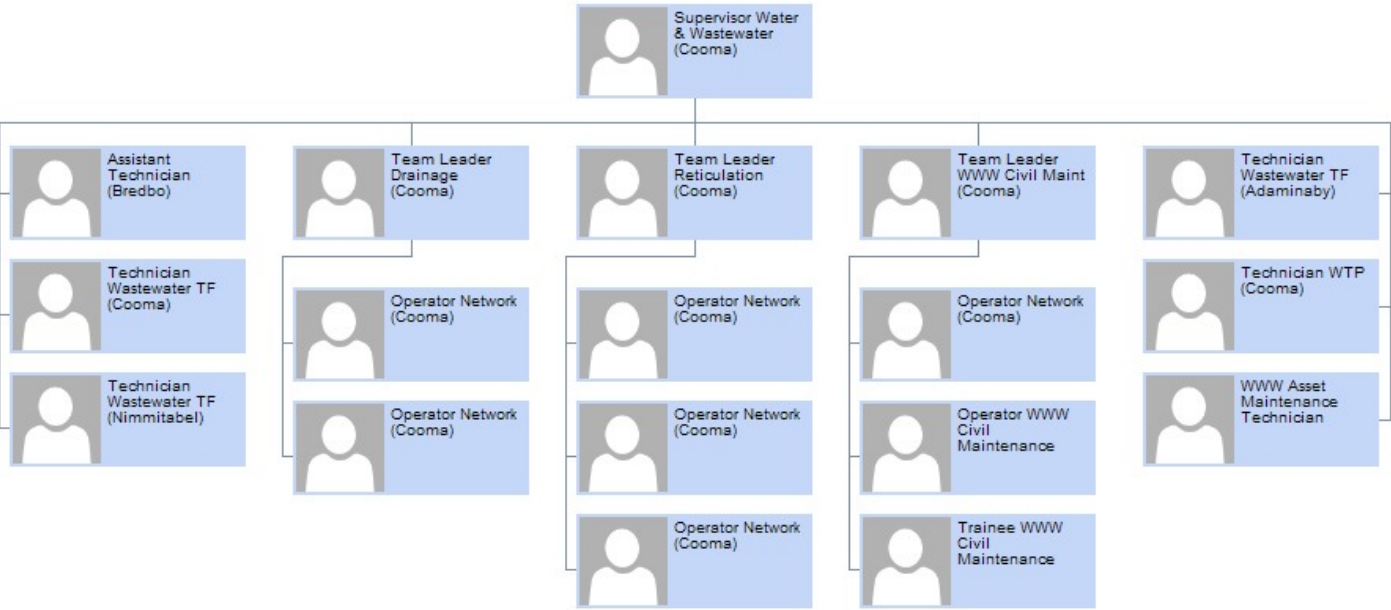 Supervisor Water
& Wastewater
(Cooma)
Assistant
Technician
(Bredbo)
Team Leader
Drainage
(Cooma)
Team Leader
Reticulation
(Cooma)
Team Leader
WWW Civil Maint
(Cooma)
Technician
Wastewater TF
(Adaminaby)
Technician
Wastewater TF
(Cooma)
Operator Network
(Cooma)
Operator Network
(Cooma)
Operator Network
(Cooma)
Technician WTP
(Cooma)
Technician
Wastewater TF
(Nimmitabel)
Operator Network
(Cooma)
Operator Network
(Cooma)
Operator WWW
Civil
Maintenance
WWW Asset
Maintenance
Technician
Operator Network
(Cooma)
Trainee WWW
Civil
Maintenance